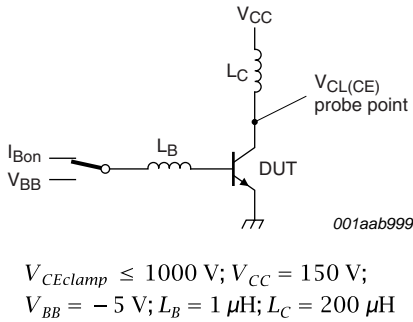 VCC
LC
VCL(CE)
probe point
LB
IBon
VBB
DUT
001aab999
VCEclamp ≤ 1000 V; VCC = 150 V;
VBB = − 5 V; LB = 1 µH; LC = 200 µH